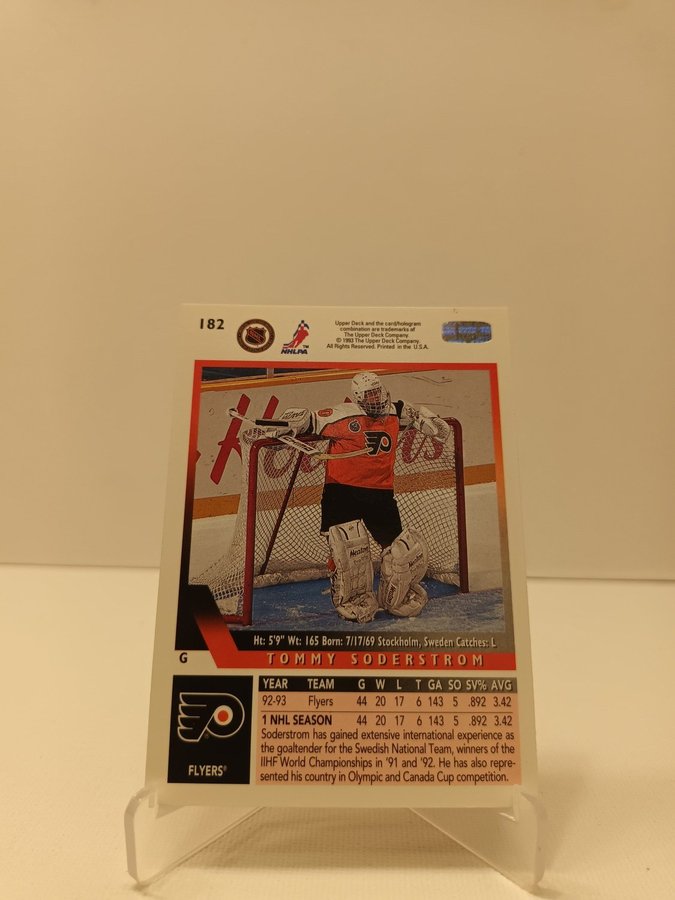 182
NHLPA
Upper Deck and the card/hologram
combination are trademarks of
The Upper Deck Company.
© 1993 The Upper Deck Company.
All Rights Reserved. Printed in the U.S.A.
Ht: 5'9" Wt: 165 Born: 7/17/69 Stockholm, Sweden Catches: L
G TOMMY SODERSTROM
YEAR TEAM G W L T GA SO SV% AVG
92-93 Flyers 44 20 17 6 143 5 .892 3.42
1 NHL SEASON 44 20 17 6 143 5 .892 3.42
Soderstrom has gained extensive international experience as
the goaltender for the Swedish National Team, winners of the
IIHF World Championships in '91 and '92. He has also repre-
sented his country in Olympic and Canada Cup competition.
FLYERS®